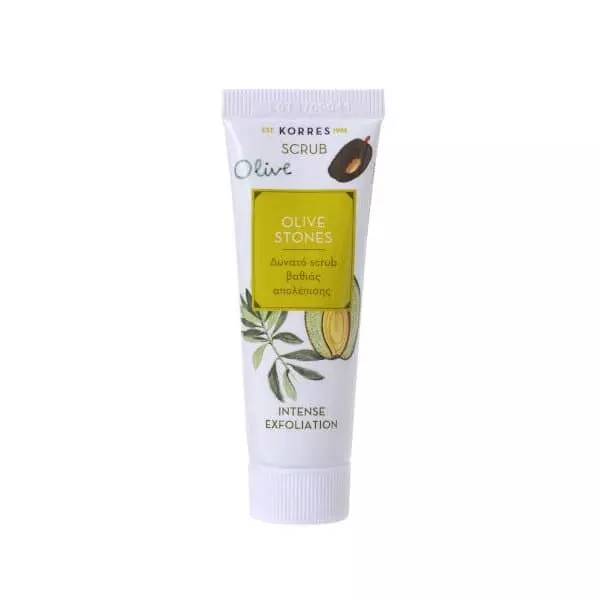 EST. KORRES 1996
SCRUB
Olive
OLIVE
STONES
Δυνατό scrub
βαθιάς
απολέπισης
INTENSE
EXFOLIATION